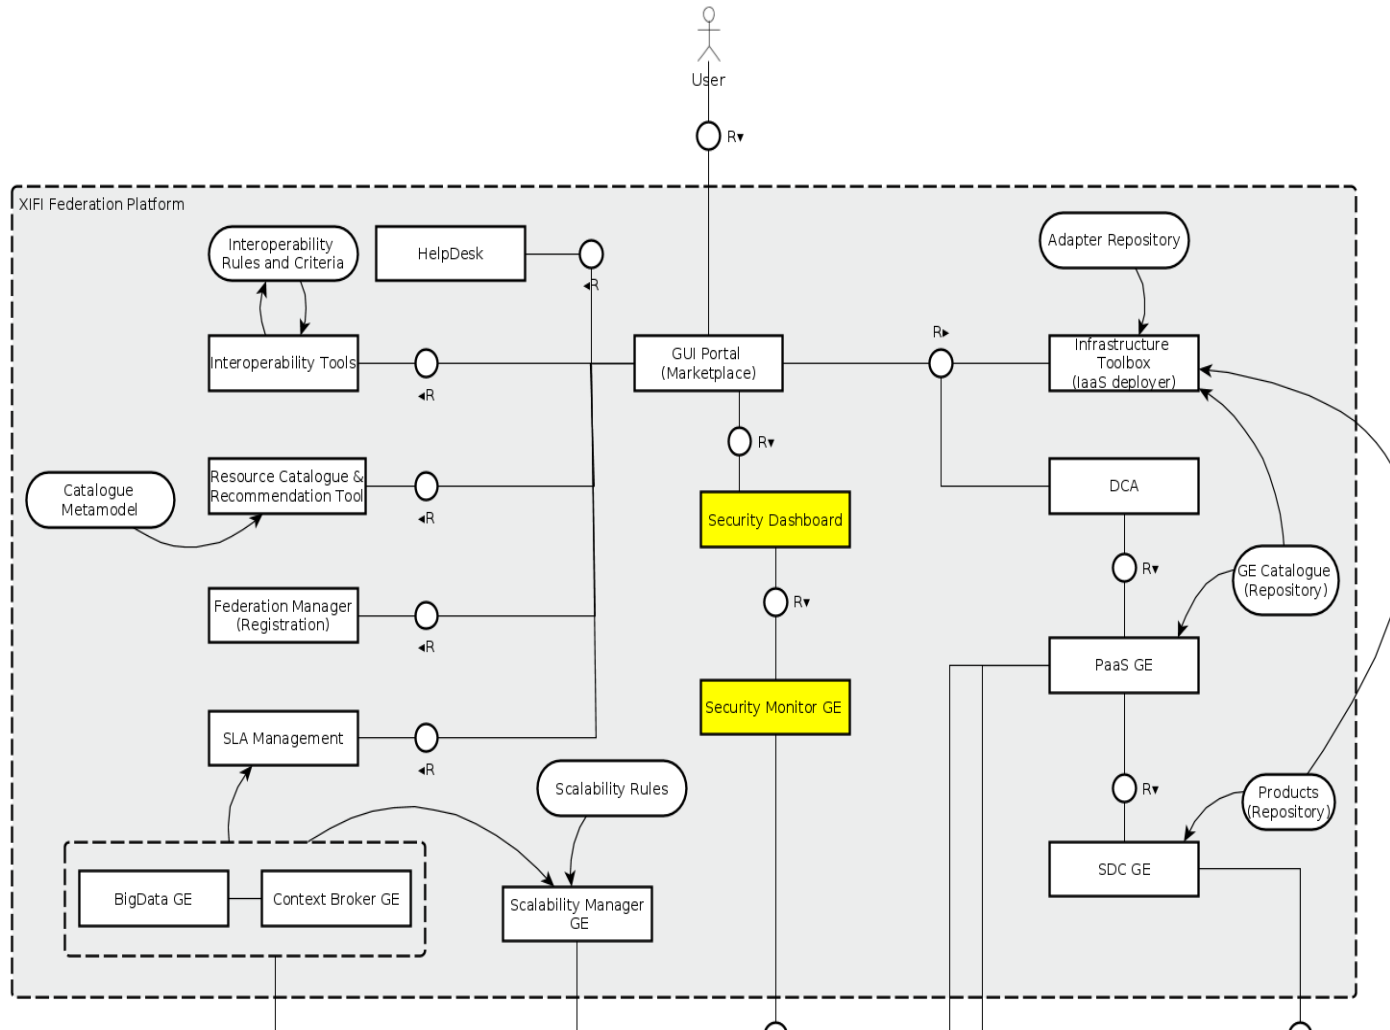 User
R▾
XIFI Federation Platform
Interoperability
Rules and Criteria
HelpDesk
◂R
Adapter Repository
R▸
Interoperability Tools
◂R
GUI Portal
(Marketplace)
Infrastructure
Toolbox
(IaaS deployer)
R▾
Catalogue
Metamodel
Resource Catalogue &
Recommendation Tool
◂R
Security Dashboard
DCA
R▾
GE Catalogue
(Repository)
Federation Manager
(Registration)
◂R
R▾
PaaS GE
Security Monitor GE
SLA Management
◂R
Scalability Rules
R▾
Products
(Repository)
BigData GE
Context Broker GE
Scalability Manager
GE
SDC GE